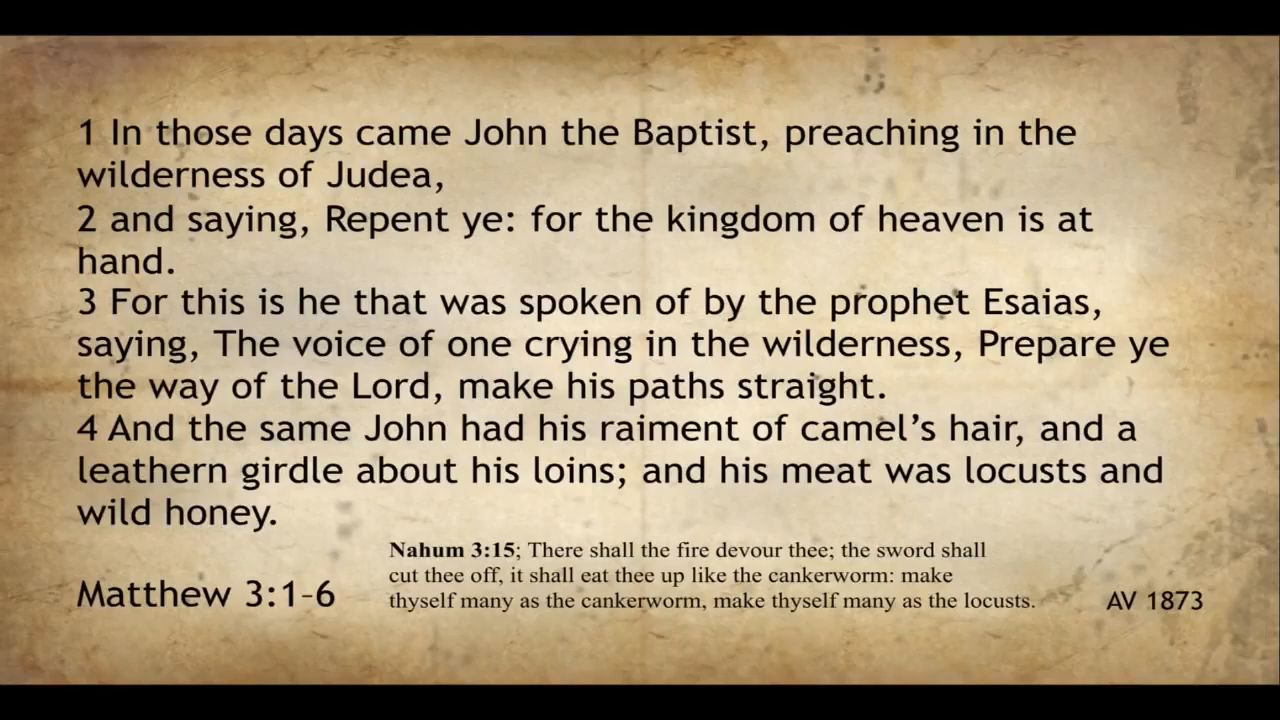 1 In those days came John the Baptist, preaching in the
wilderness of Judea,
2 and saying, Repent ye: for the kingdom of heaven is at
hand.
3 For this is he that was spoken of by the prophet Esaias,
saying, The voice of one crying in the wilderness, Prepare ye
the way of the Lord, make his paths straight.
4 And the same John had his raiment of camel’s hair, and a
leathern girdle about his loins; and his meat was locusts and
wild honey.
Matthew 3:1–6
Nahum 3:15; There shall the fire devour thee; the sword shall
cut thee off, it shall eat thee up like the cankerworm: make
thyself many as the cankerworm, make thyself many as the locusts.
AV 1873